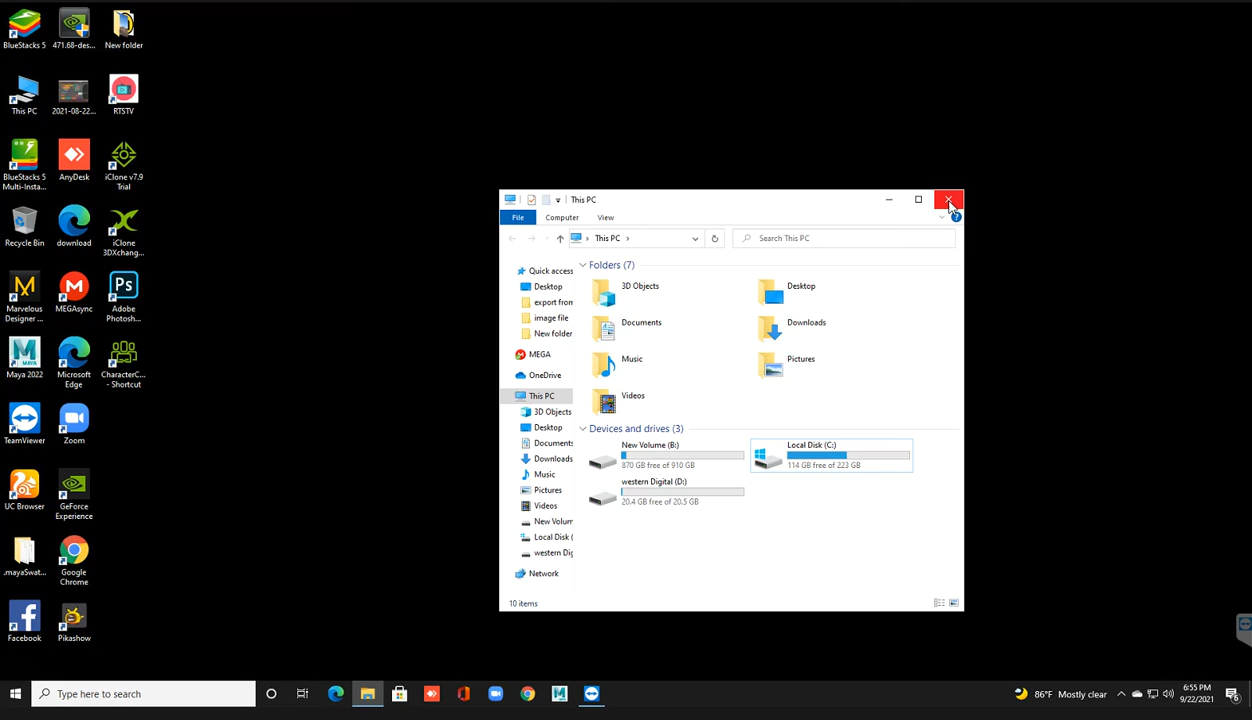 BlueStacks 5
471.68-des...
New folder
This PC
2021-08-22...
RTSTV
BlueStacks 5
Multi-Insta...
AnyDesk
iClone v7.9
Trial
Recycle Bin
download
iClone
3DXchang...
Marvelous
Designer ...
MEGAsync
Adobe
Photosh...
Maya 2022
Microsoft
Edge
CharacterC...
- Shortcut
TeamViewer
Zoom
UC Browser
GeForce
Experience
.mayaSwat...
Google
Chrome
Facebook
Pikashow
This PC
File
Computer
View
This PC
Search This PC
Quick access
Desktop
export from
image file
New folder
MEGA
OneDrive
This PC
3D Objects
Desktop
Documents
Downloads
Music
Pictures
Videos
New Volum
Local Disk (
western Dig
Network
Folders (7)
3D Objects
Desktop
Documents
Downloads
Music
Pictures
Videos
Devices and drives (3)
New Volume (B:)
870 GB free of 910 GB
Local Disk (C:)
114 GB free of 223 GB
western Digital (D:)
20.4 GB free of 20.5 GB
10 items
Type here to search
86°F Mostly clear
6:55 PM
9/22/2021
6